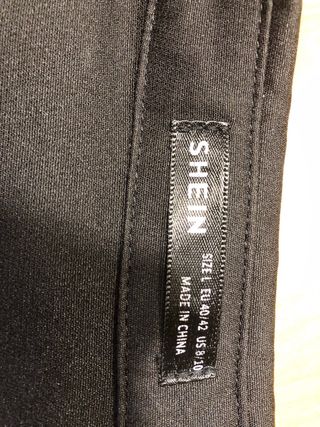 SHEIN
SIZE L EU 40/42 US 8/10
MADE IN CHINA